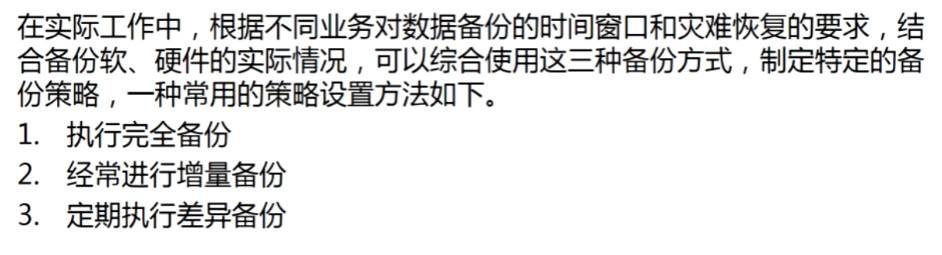 在实际工作中，根据不同业务对数据备份的时间窗口和灾难恢复的要求，结
合备份软、硬件的实际情况，可以综合使用这三种备份方式，制定特定的备
份策略，一种常用的策略设置方法如下。
1. 执行完全备份
2. 经常进行增量备份
3. 定期执行差异备份